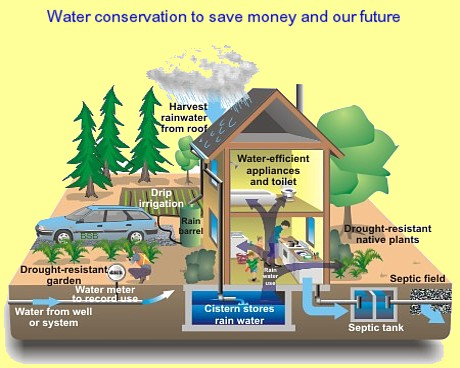 Water conservation to save money and our future
Harvest
rainwater
from roof
Water-efficient
appliances
and toilet
Drip
irrigation
Rain
barrel
Drought-resistant
native plants
BSB
Drought-resistant
garden
Rain
water
use
Septic field
Water meter
to record use
Cistern stores
rain water
Water from well
or system
Septic tank